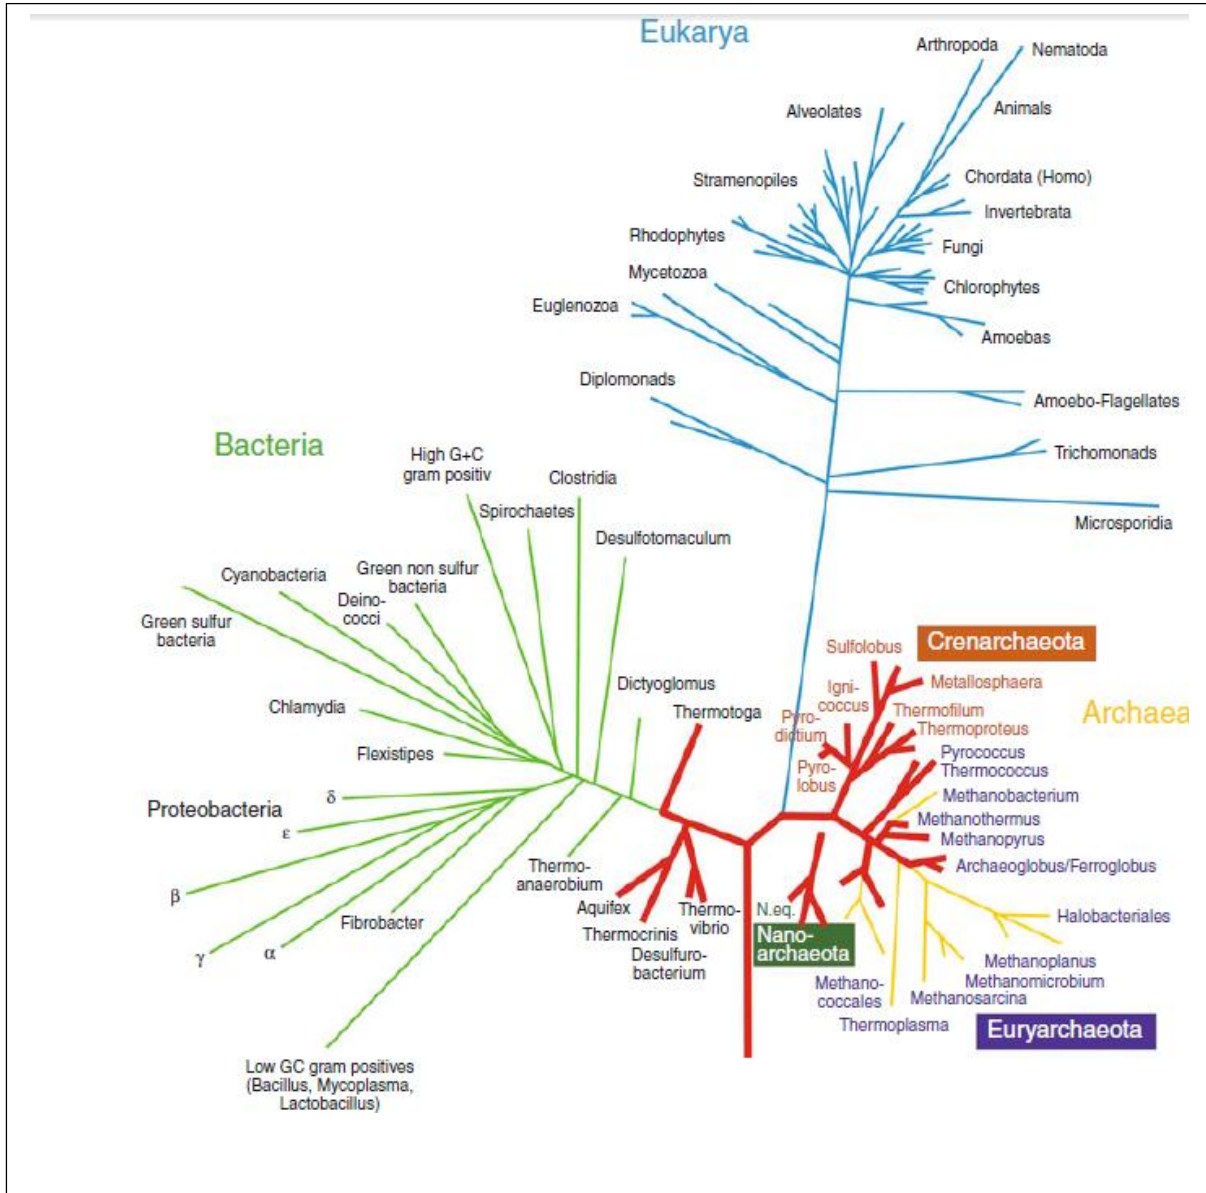 Eukarya
Arthropoda
Nematoda
Alveolates
Animals
Stramenopiles
Chordata (Homo)
Invertebrata
Rhodophytes
Fungi
Mycetozoa
Chlorophytes
Euglenozoa
Amoebas
Diplomonads
Amoebo-Flagellates
Trichomonads
Microsporidia
Bacteria
High G+C
gram positiv
Clostridia
Spirochaetes
Desulfotomaculum
Green non sulfur
bacteria
Cyanobacteria
Deino-
cocci
Green sulfur
bacteria
Chlamydia
Flexistipes
Dictyoglomus
Thermotoga
Proteobacteria
δ
ε
β
γ
α
Fibrobacter
Thermo-
anaerobium
Aquifex
Thermocrinis
Desulfuro-
bacterium
Thermo-
vibrio
Low GC gram positives
(Bacillus, Mycoplasma,
Lactobacillus)
Crenarchaeota
Sulfolobus
Metallosphaera
Igni-
coccus
Archaea
Thermofilum
Pyro-
dictium
Thermoproteus
Pyrococcus
Pyro-
lobus
Thermococcus
Methanobacterium
Methanothermus
Methanopyrus
Archaeoglobus/Ferroglobus
N.eq.
Nano-
archaeota
Halobacteriales
Methanoplanus
Methanomicrobium
Methano-
coccales
Methanosarcina
Thermoplasma
Euryarchaeota